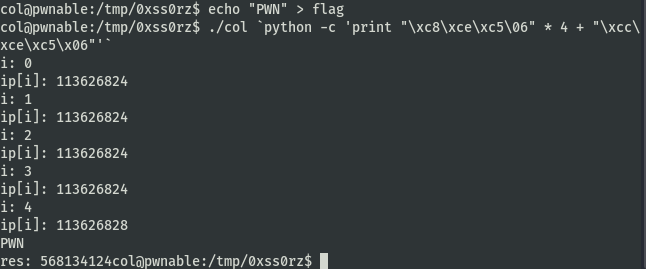 col@pwnable:/tmp/0xss0rz$ echo "PWN" > flag
col@pwnable:/tmp/0xss0rz$ ./col `python -c 'print "\xc8\xce\xc5\06" * 4 + "\xcc\
xce\xc5\x06"'`
i: 0
ip[i]: 113626824
i: 1
ip[i]: 113626824
i: 2
ip[i]: 113626824
i: 3
ip[i]: 113626824
i: 4
ip[i]: 113626828
PWN
res: 568134124col@pwnable:/tmp/0xss0rz$